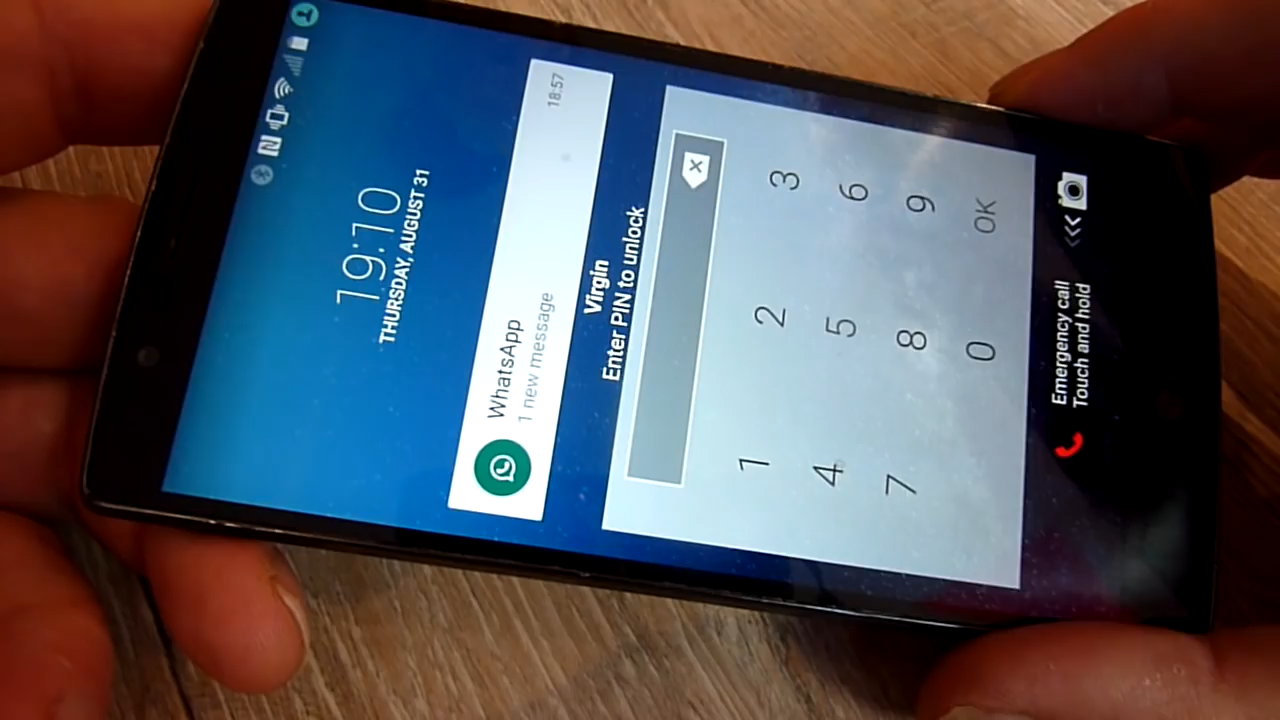 19:10
THURSDAY, AUGUST 31
WhatsApp 18:57
1 new message
Virgin
Enter PIN to unlock
1 2 3
4 5 6
7 8 9
0 OK
Emergency call
Touch and hold